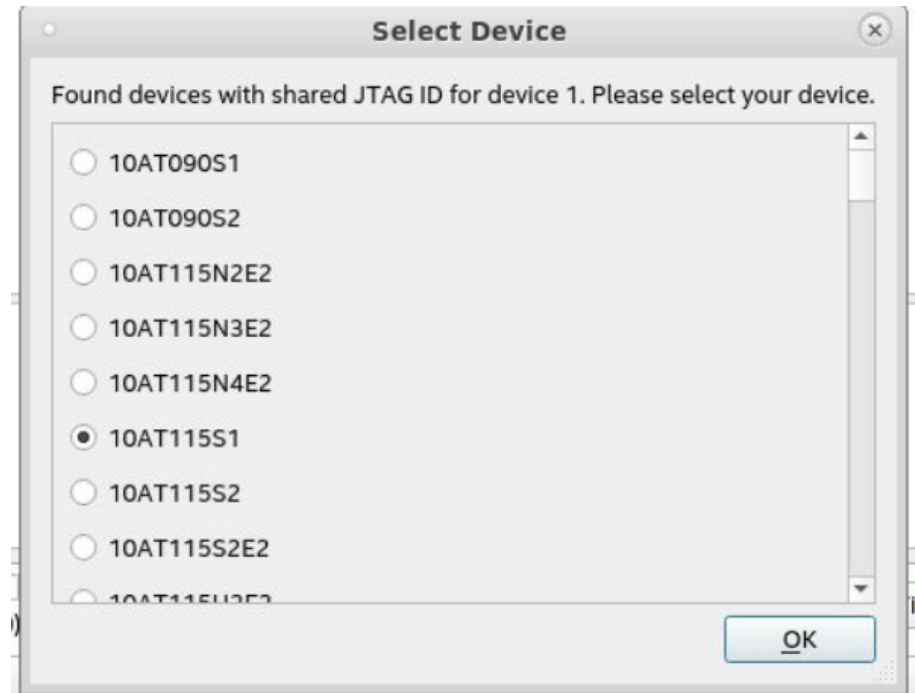 Select Device
Found devices with shared JTAG ID for device 1. Please select your device.
10AT090S1
10AT090S2
10AT115N2E2
10AT115N3E2
10AT115N4E2
10AT115S1
10AT115S2
10AT115S2E2
OK